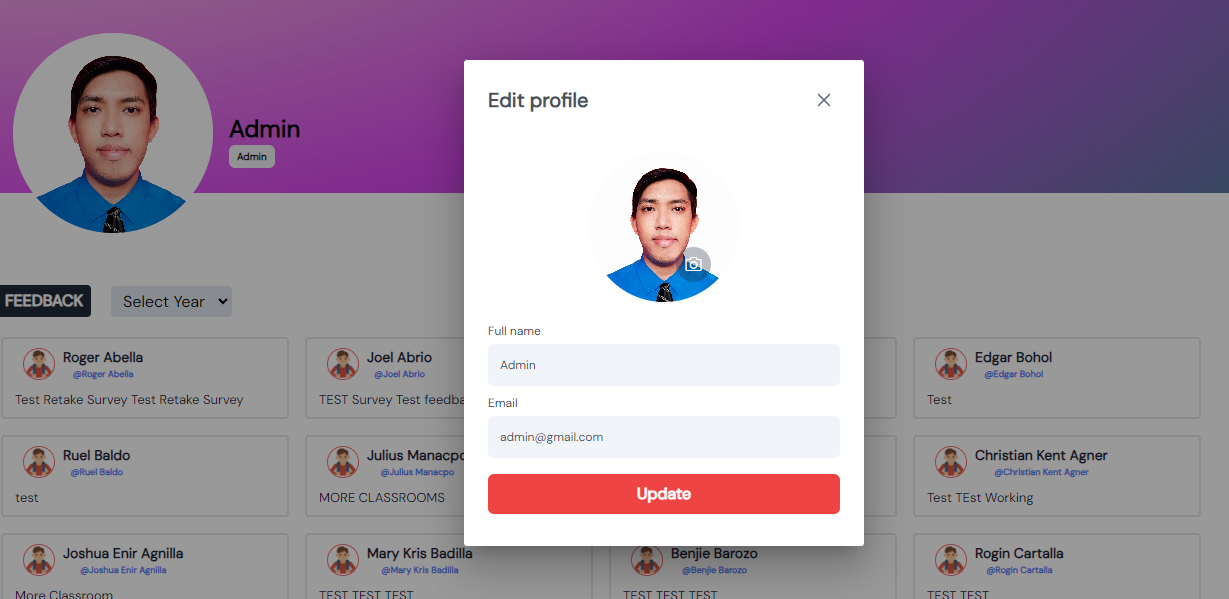 Edit profile
Admin
Admin
Full name
Admin
Email
admin@gmail.com
Update
FEEDBACK
Select Year
Roger Abella
@Roger Abella
Test Retake Survey Test Retake Survey
Joel Abrio
@Joel Abrio
TEST Survey Test feedba
Edgar Bohol
@Edgar Bohol
Test
Ruel Baldo
@Ruel Baldo
test
Julius Manacpo
@Julius Manacpo
MORE CLASSROOMS
Christian Kent Agner
@Christian Kent Agner
Test TEst Working
Joshua Enir Agnilla
@Joshua Enir Agnilla
More Classroom
Mary Kris Badilla
@Mary Kris Badilla
TEST TEST TEST
Benjie Barozo
@Benjie Barozo
TEST TEST TEST
Rogin Cartalla
@Rogin Cartalla
TEST TEST TEST